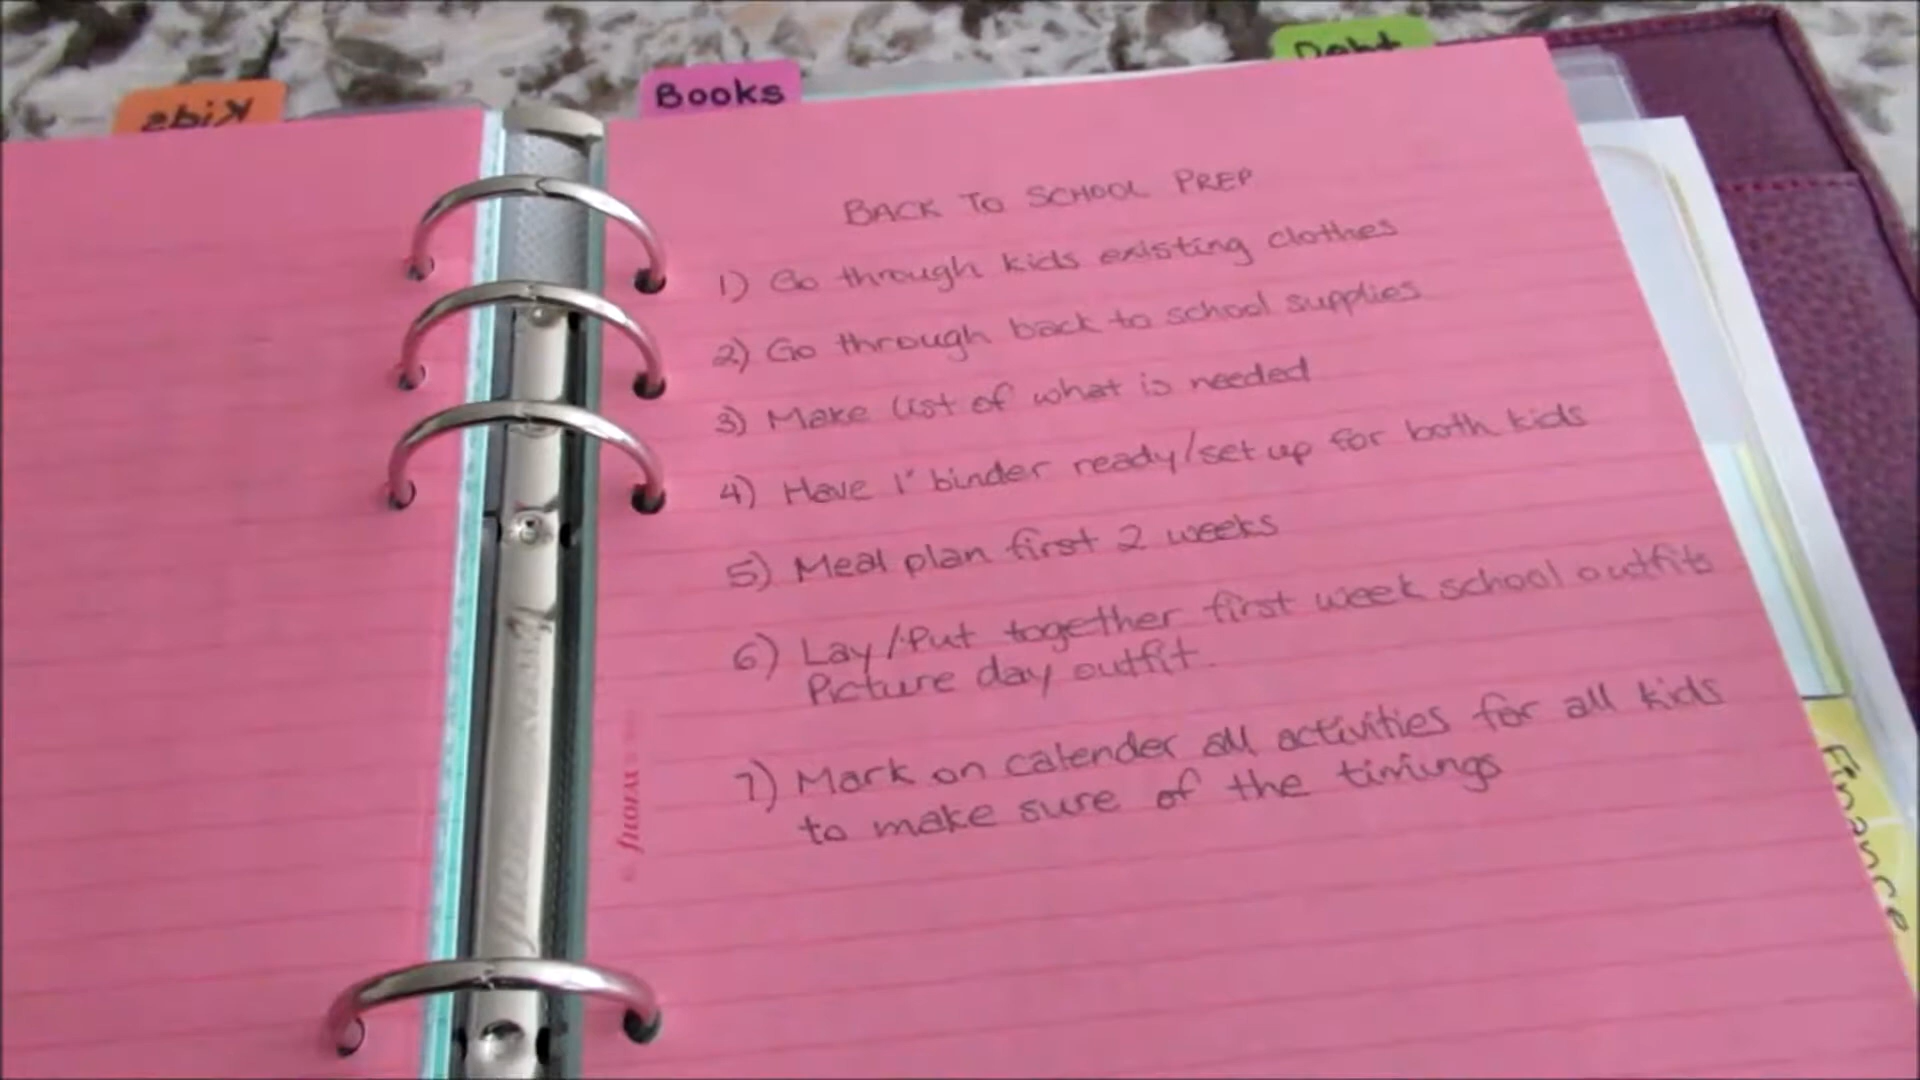 Kids
Books
Debt
BACK TO SCHOOL PREP
1) Go through kids existing clothes
2) Go through back to school supplies
3) Make list of what is needed
4) Have 1" binder ready/set up for both kids
5) Meal plan first 2 weeks
6) Lay/Put together first week school outfits
Picture day outfit.
7) Mark on calender all activities for all kids
to make sure of the timings
filofax
Finance